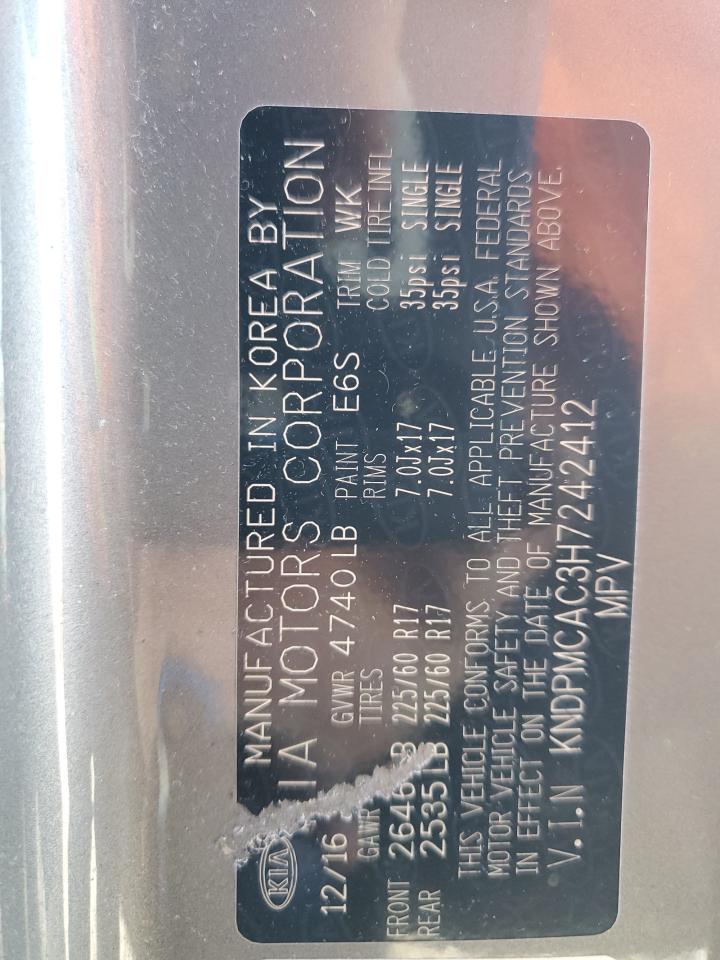 MANUFACTURED IN KOREA BY
KIA IA MOTORS CORPORATION
12/16 GVWR 4740LB PAINT E6S TRIM WK
GAWR TIRES RIMS COLD TIRE INFL
FRONT 2646 B 225/60 R17 7.0Jx17 35psi SINGLE
REAR 2535LB 225/60 R17 7.0Jx17 35psi SINGLE
THIS VEHICLE CONFORMS TO ALL APPLICABLE U.S.A. FEDERAL
MOTOR VEHICLE SAFETY AND THEFT PREVENTION STANDARDS
IN EFFECT ON THE DATE OF MANUFACTURE SHOWN ABOVE.
V.I.N KNDPMCAC3H7242412
MPV